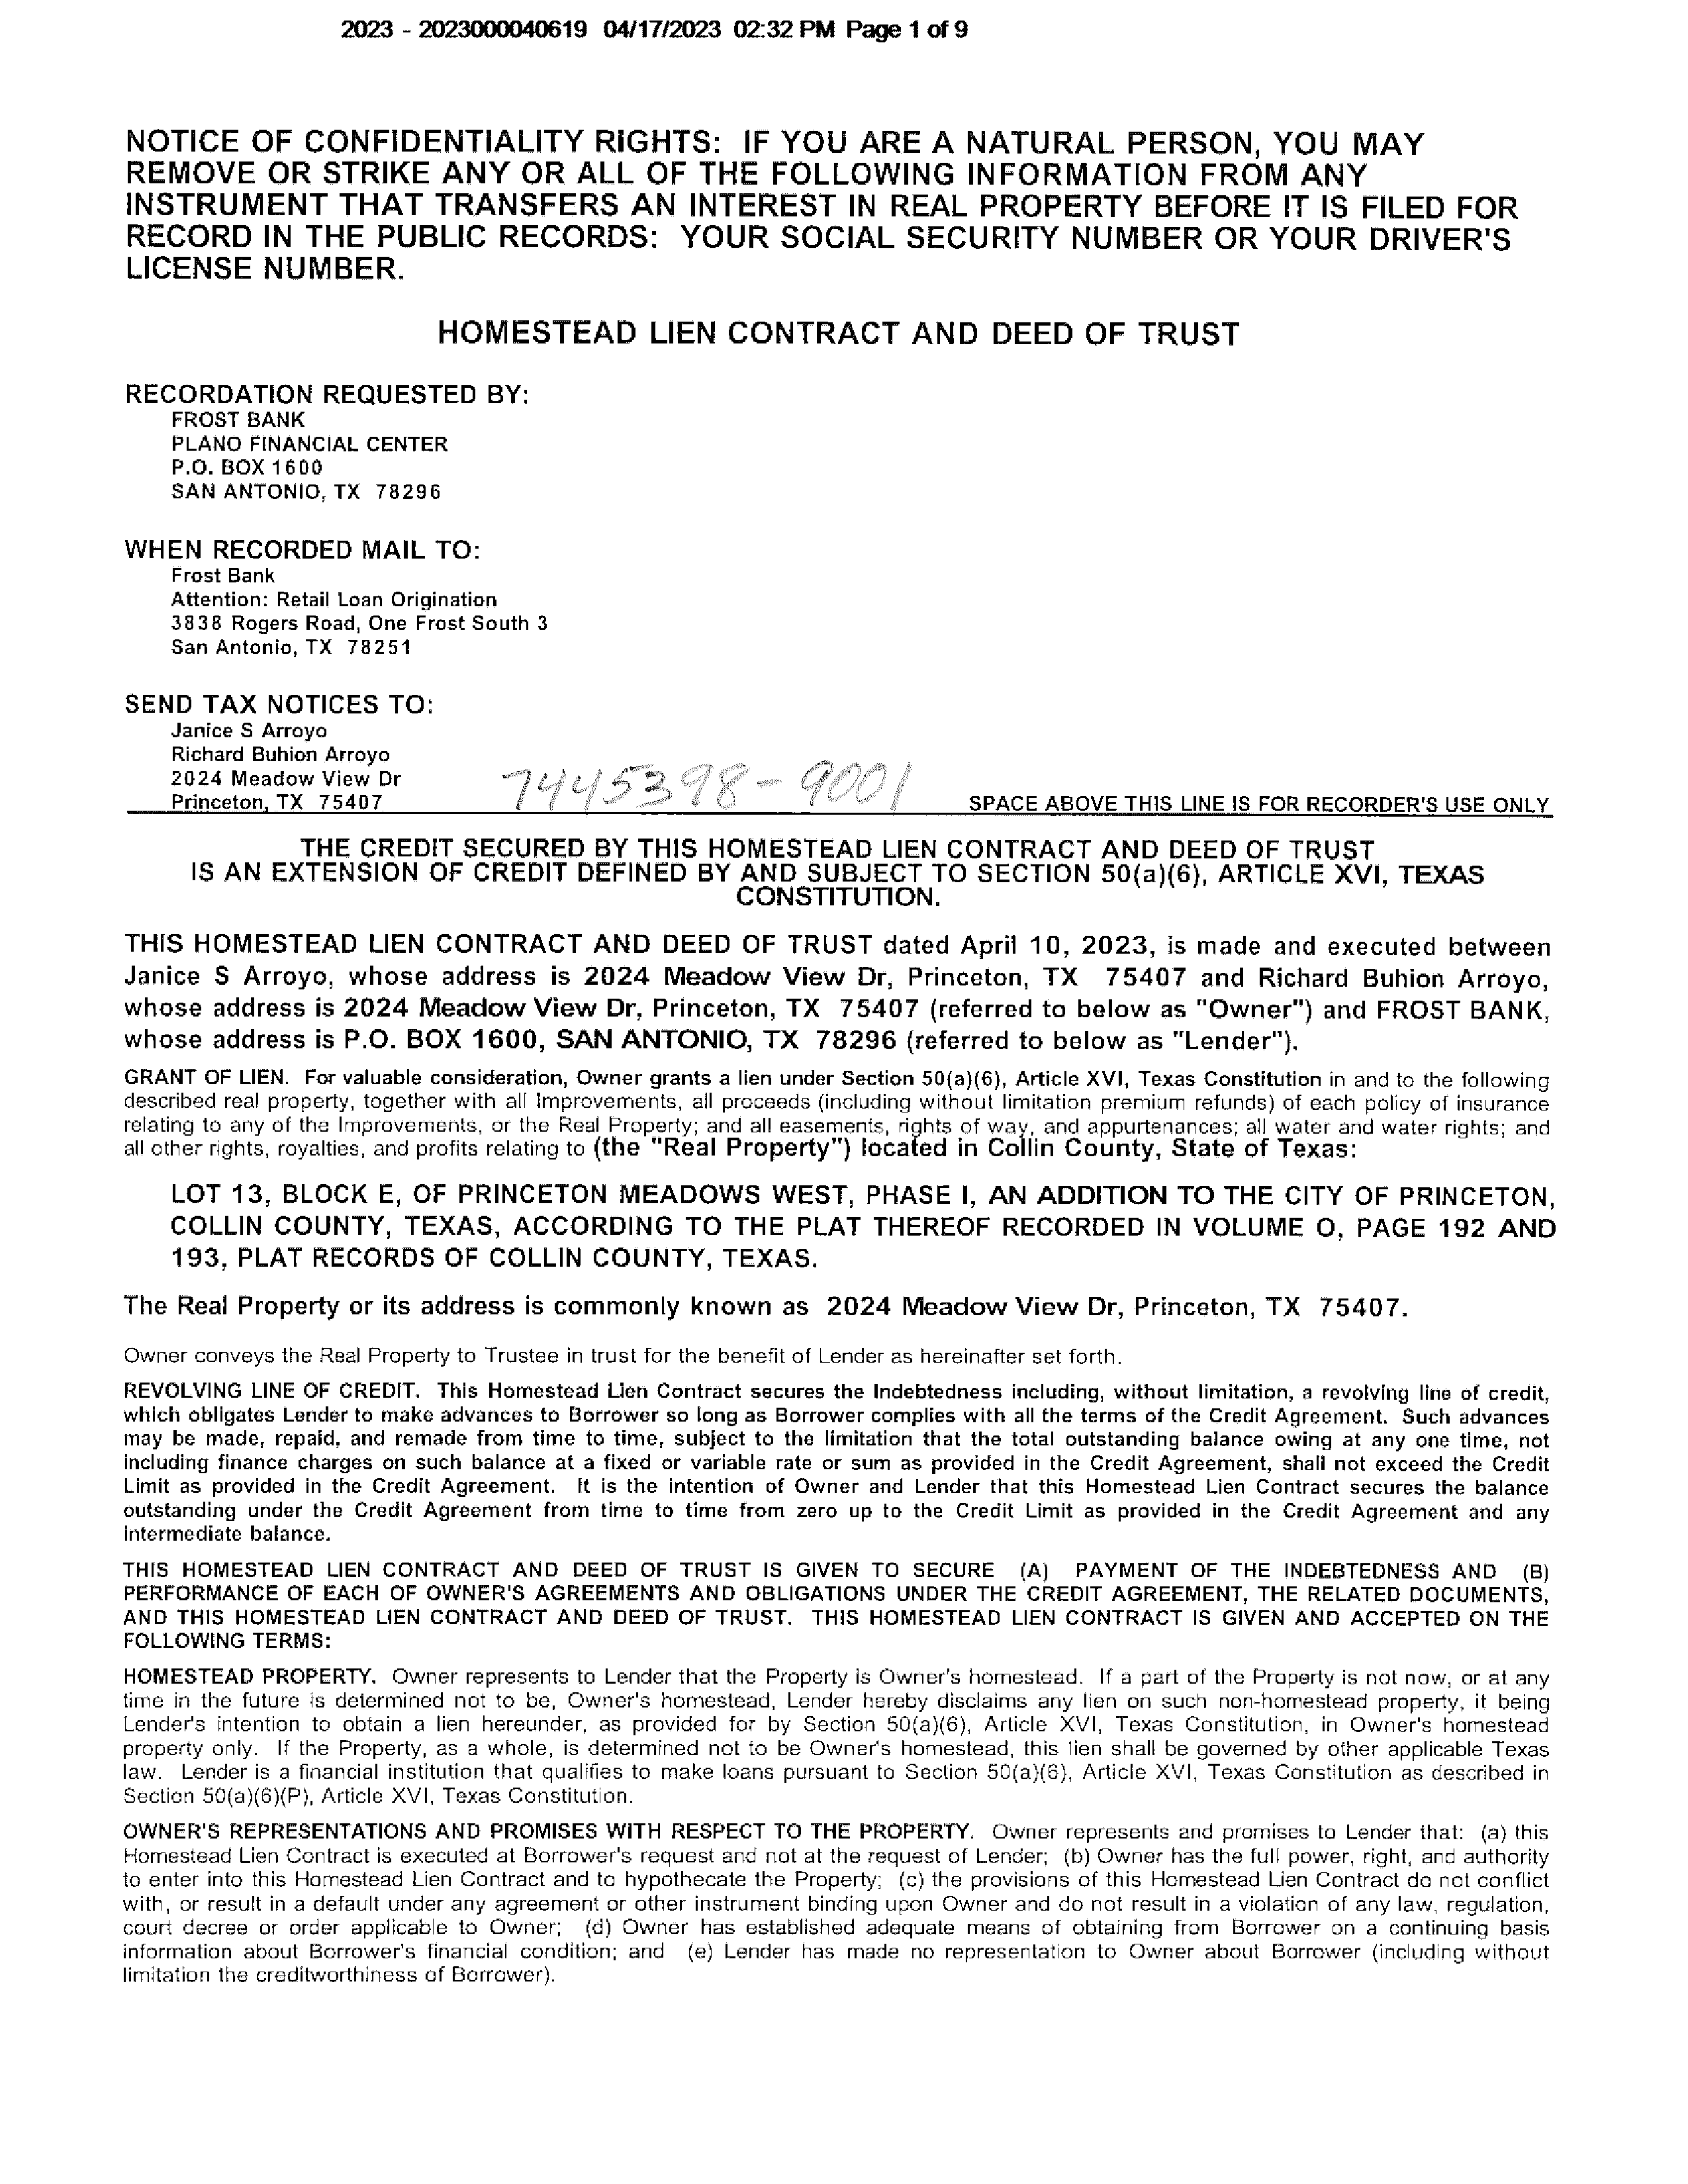 2023 - 2023000040619 04/17/2023 02:32 PM Page 1 of 9
NOTICE OF CONFIDENTIALITY RIGHTS: IF YOU ARE A NATURAL PERSON, YOU MAY
REMOVE OR STRIKE ANY OR ALL OF THE FOLLOWING INFORMATION FROM ANY
INSTRUMENT THAT TRANSFERS AN INTEREST IN REAL PROPERTY BEFORE IT IS FILED FOR
RECORD IN THE PUBLIC RECORDS: YOUR SOCIAL SECURITY NUMBER OR YOUR DRIVER'S
LICENSE NUMBER.
HOMESTEAD LIEN CONTRACT AND DEED OF TRUST
RECORDATION REQUESTED BY:
FROST BANK
PLANO FINANCIAL CENTER
P.O. BOX 1600
SAN ANTONIO, TX 78296
WHEN RECORDED MAIL TO:
Frost Bank
Attention: Retail Loan Origination
3838 Rogers Road, One Frost South 3
San Antonio, TX 78251
SEND TAX NOTICES TO:
Janice S Arroyo
Richard Buhion Arroyo
2024 Meadow View Dr
Princeton, TX 75407
7445398-9001
SPACE ABOVE THIS LINE IS FOR RECORDER'S USE ONLY
THE CREDIT SECURED BY THIS HOMESTEAD LIEN CONTRACT AND DEED OF TRUST
IS AN EXTENSION OF CREDIT DEFINED BY AND SUBJECT TO SECTION 50(a)(6), ARTICLE XVI, TEXAS
CONSTITUTION.
THIS HOMESTEAD LIEN CONTRACT AND DEED OF TRUST dated April 10, 2023, is made and executed between
Janice S Arroyo, whose address is 2024 Meadow View Dr, Princeton, TX 75407 and Richard Buhion Arroyo,
whose address is 2024 Meadow View Dr, Princeton, TX 75407 (referred to below as "Owner") and FROST BANK,
whose address is P.O. BOX 1600, SAN ANTONIO, TX 78296 (referred to below as "Lender").
GRANT OF LIEN. For valuable consideration, Owner grants a lien under Section 50(a)(6), Article XVI, Texas Constitution in and to the following
described real property, together with all Improvements, all proceeds (including without limitation premium refunds) of each policy of insurance
relating to any of the Improvements, or the Real Property; and all easements, rights of way, and appurtenances; all water and water rights; and
all other rights, royalties, and profits relating to (the "Real Property") located in Collin County, State of Texas:
LOT 13, BLOCK E, OF PRINCETON MEADOWS WEST, PHASE I, AN ADDITION TO THE CITY OF PRINCETON,
COLLIN COUNTY, TEXAS, ACCORDING TO THE PLAT THEREOF RECORDED IN VOLUME O, PAGE 192 AND
193, PLAT RECORDS OF COLLIN COUNTY, TEXAS.
The Real Property or its address is commonly known as 2024 Meadow View Dr, Princeton, TX 75407.
Owner conveys the Real Property to Trustee in trust for the benefit of Lender as hereinafter set forth.
REVOLVING LINE OF CREDIT. This Homestead Lien Contract secures the Indebtedness including, without limitation, a revolving line of credit,
which obligates Lender to make advances to Borrower so long as Borrower complies with all the terms of the Credit Agreement. Such advances
may be made, repaid, and remade from time to time, subject to the limitation that the total outstanding balance owing at any one time, not
including finance charges on such balance at a fixed or variable rate or sum as provided in the Credit Agreement, shall not exceed the Credit
Limit as provided in the Credit Agreement. It is the intention of Owner and Lender that this Homestead Lien Contract secures the balance
outstanding under the Credit Agreement from time to time from zero up to the Credit Limit as provided in the Credit Agreement and any
intermediate balance.
THIS HOMESTEAD LIEN CONTRACT AND DEED OF TRUST IS GIVEN TO SECURE (A) PAYMENT OF THE INDEBTEDNESS AND (B)
PERFORMANCE OF EACH OF OWNER'S AGREEMENTS AND OBLIGATIONS UNDER THE CREDIT AGREEMENT, THE RELATED DOCUMENTS,
AND THIS HOMESTEAD LIEN CONTRACT AND DEED OF TRUST. THIS HOMESTEAD LIEN CONTRACT IS GIVEN AND ACCEPTED ON THE
FOLLOWING TERMS:
HOMESTEAD PROPERTY. Owner represents to Lender that the Property is Owner's homestead. If a part of the Property is not now, or at any
time in the future is determined not to be, Owner's homestead, Lender hereby disclaims any lien on such non-homestead property, it being
Lender's intention to obtain a lien hereunder, as provided for by Section 50(a)(6), Article XVI, Texas Constitution, in Owner's homestead
property only. If the Property, as a whole, is determined not to be Owner's homestead, this lien shall be governed by other applicable Texas
law. Lender is a financial institution that qualifies to make loans pursuant to Section 50(a)(6), Article XVI, Texas Constitution as described in
Section 50(a)(6)(P), Article XVI, Texas Constitution.
OWNER'S REPRESENTATIONS AND PROMISES WITH RESPECT TO THE PROPERTY. Owner represents and promises to Lender that: (a) this
Homestead Lien Contract is executed at Borrower's request and not at the request of Lender; (b) Owner has the full power, right, and authority
to enter into this Homestead Lien Contract and to hypothecate the Property; (c) the provisions of this Homestead Lien Contract do not conflict
with, or result in a default under any agreement or other instrument binding upon Owner and do not result in a violation of any law, regulation,
court decree or order applicable to Owner; (d) Owner has established adequate means of obtaining from Borrower on a continuing basis
information about Borrower's financial condition; and (e) Lender has made no representation to Owner about Borrower (including without
limitation the creditworthiness of Borrower).